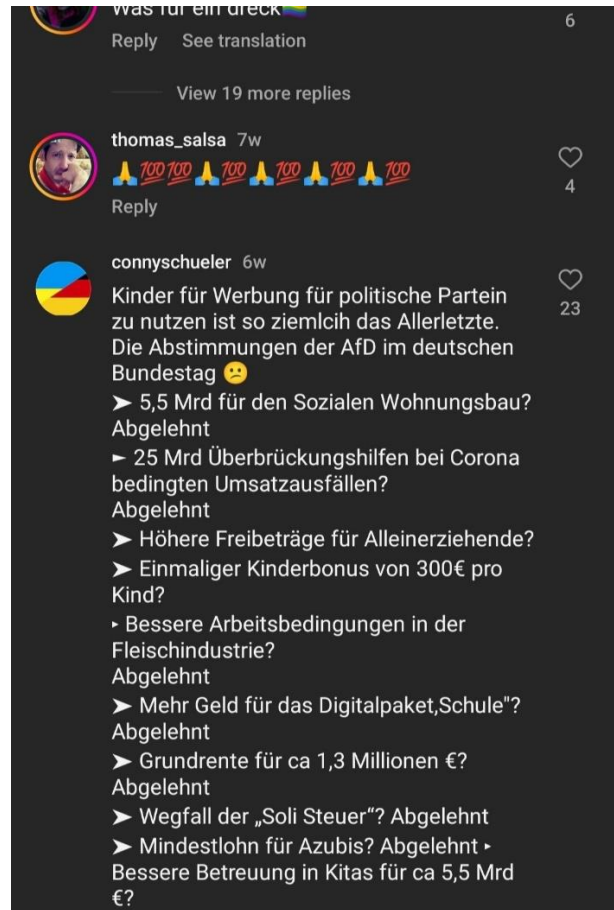 Was für ein dreck🏳️‍🌈
6
Reply See translation
View 19 more replies
thomas_salsa 7w
🙏💯💯🙏💯🙏💯🙏💯🙏💯
4
Reply
connyschueler 6w
23
Kinder für Werbung für politische Partein
zu nutzen ist so ziemlcih das Allerletzte.
Die Abstimmungen der AfD im deutschen
Bundestag 😕
➤ 5,5 Mrd für den Sozialen Wohnungsbau?
Abgelehnt
► 25 Mrd Überbrückungshilfen bei Corona
bedingten Umsatzausfällen?
Abgelehnt
➤ Höhere Freibeträge für Alleinerziehende?
➤ Einmaliger Kinderbonus von 300€ pro
Kind?
‣ Bessere Arbeitsbedingungen in der
Fleischindustrie?
Abgelehnt
➤ Mehr Geld für das Digitalpaket‚Schule"?
Abgelehnt
➤ Grundrente für ca 1,3 Millionen €?
Abgelehnt
➤ Wegfall der „Soli Steuer“? Abgelehnt
➤ Mindestlohn für Azubis? Abgelehnt ‣
Bessere Betreuung in Kitas für ca 5,5 Mrd
€?